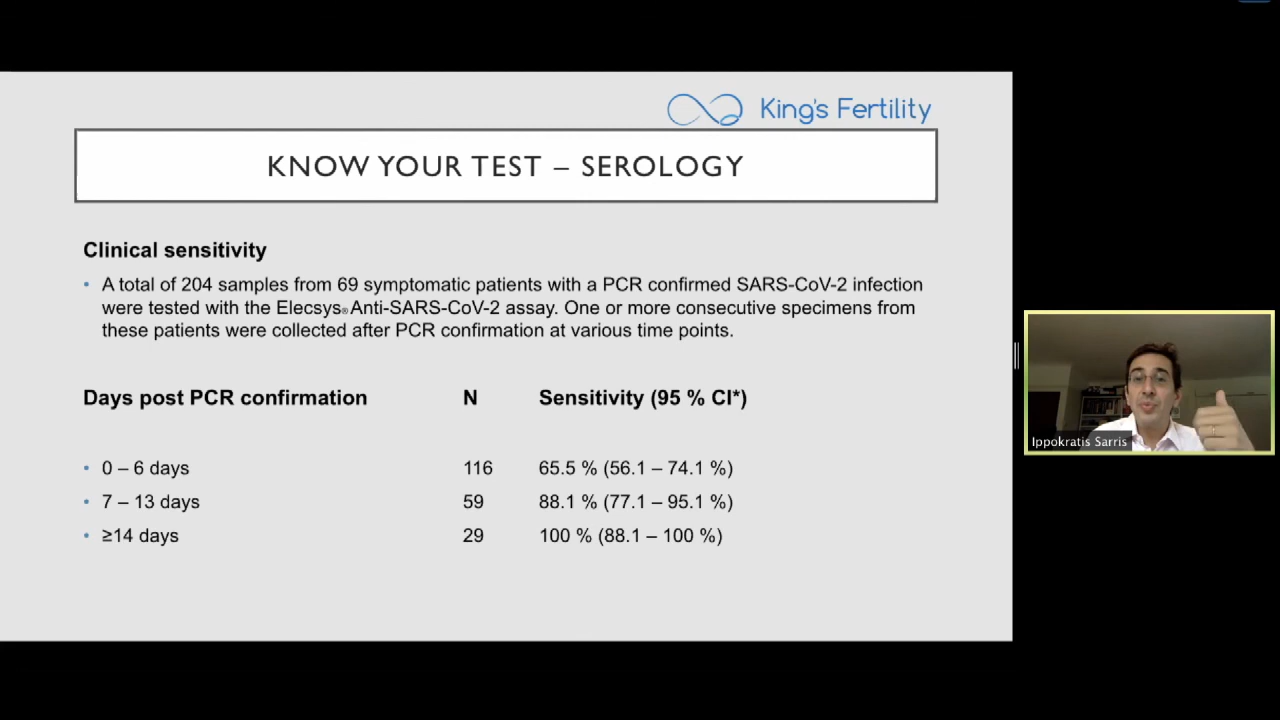 King's Fertility
KNOW YOUR TEST – SEROLOGY
Clinical sensitivity
• A total of 204 samples from 69 symptomatic patients with a PCR confirmed SARS-CoV-2 infection
were tested with the Elecsys® Anti-SARS-CoV-2 assay. One or more consecutive specimens from
these patients were collected after PCR confirmation at various time points.
Days post PCR confirmation N Sensitivity (95 % CI*)
• 0 – 6 days 116 65.5 % (56.1 – 74.1 %)
• 7 – 13 days 59 88.1 % (77.1 – 95.1 %)
• ≥14 days 29 100 % (88.1 – 100 %)
Ippokratis Sarris